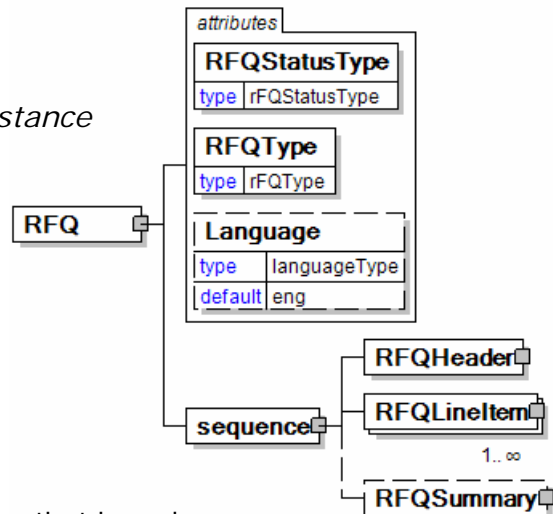 attributes
RFQStatusType
type rFQStatusType
stance
RFQType
type rFQType
RFQ
Language
type languageType
default eng
RFQHeader
RFQLineItem
sequence
1..∞
RFQSummary